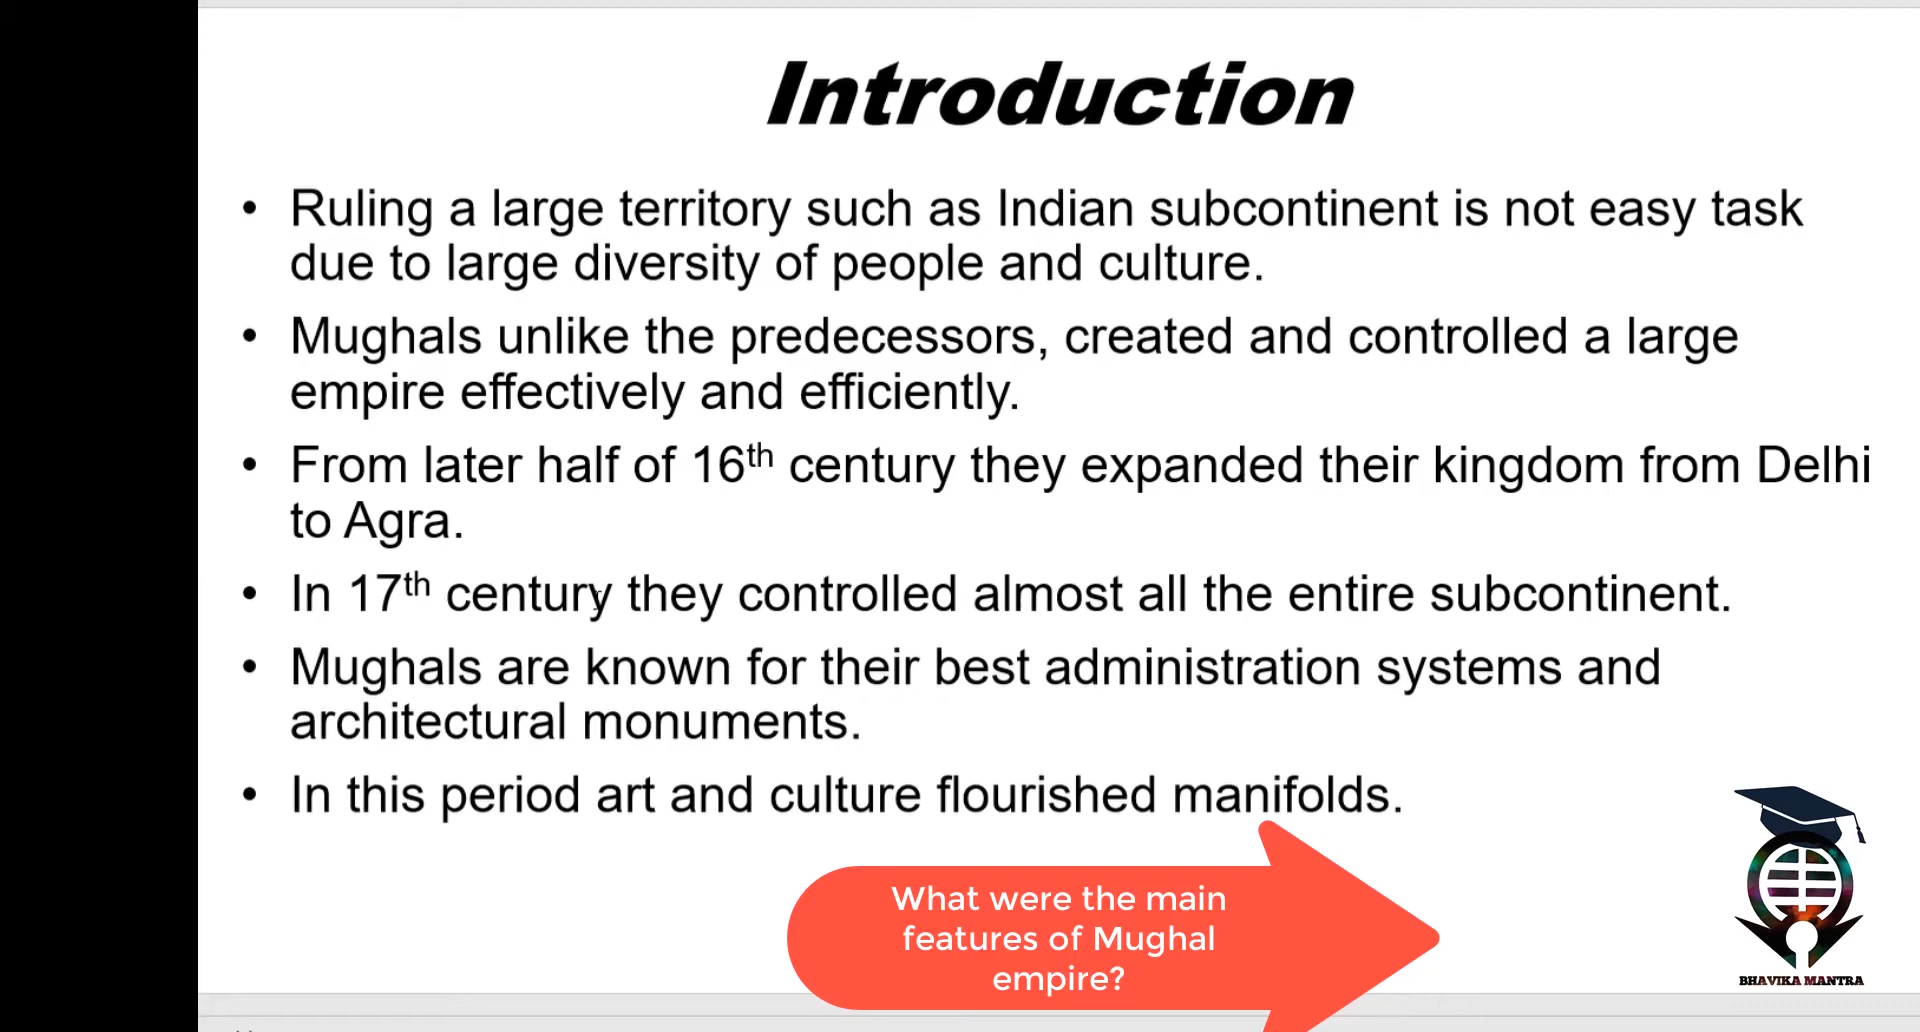 Introduction
• Ruling a large territory such as Indian subcontinent is not easy task
due to large diversity of people and culture.
• Mughals unlike the predecessors, created and controlled a large
empire effectively and efficiently.
• From later half of 16th century they expanded their kingdom from Delhi
to Agra.
• In 17th century they controlled almost all the entire subcontinent.
• Mughals are known for their best administration systems and
architectural monuments.
• In this period art and culture flourished manifolds.
What were the main
features of Mughal
empire?
BHAVIKA MANTRA